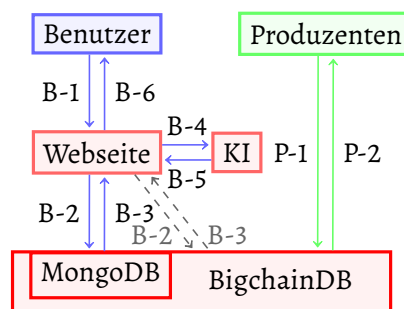 Benutzer
Produzenten
B-1
B-6
B-4
Webseite
KI
P-1
P-2
B-5
B-2
B-3
B-2
B-3
MongoDB
BigchainDB